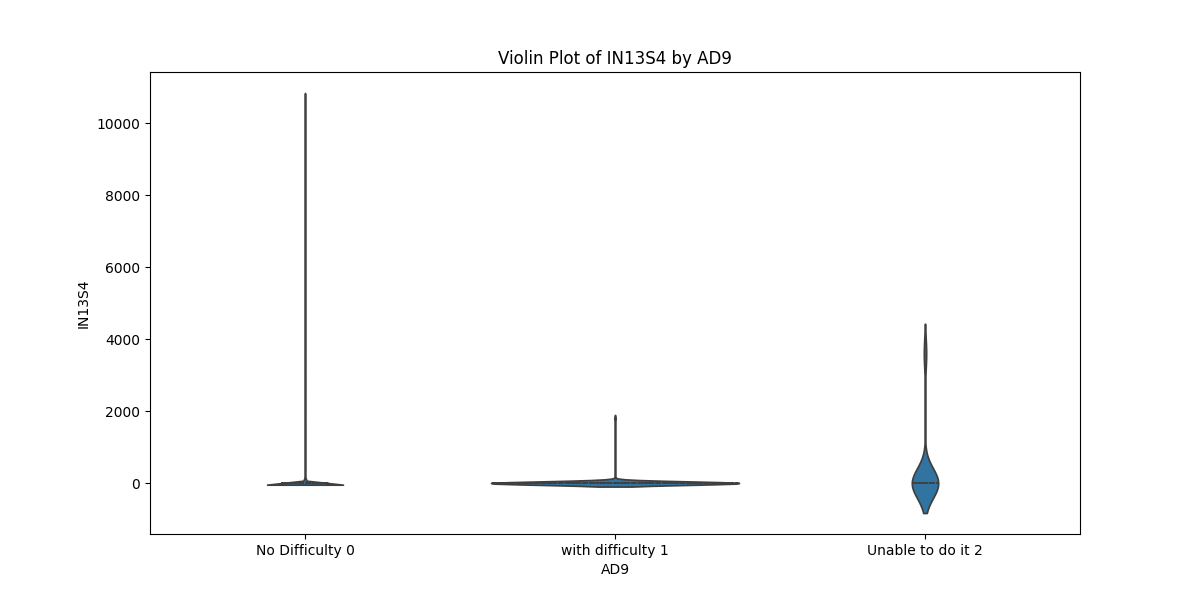 Violin Plot of IN13S4 by AD9
10000
8000
6000
4000
2000
0
IN13S4
No Difficulty 0
with difficulty 1
Unable to do it 2
AD9